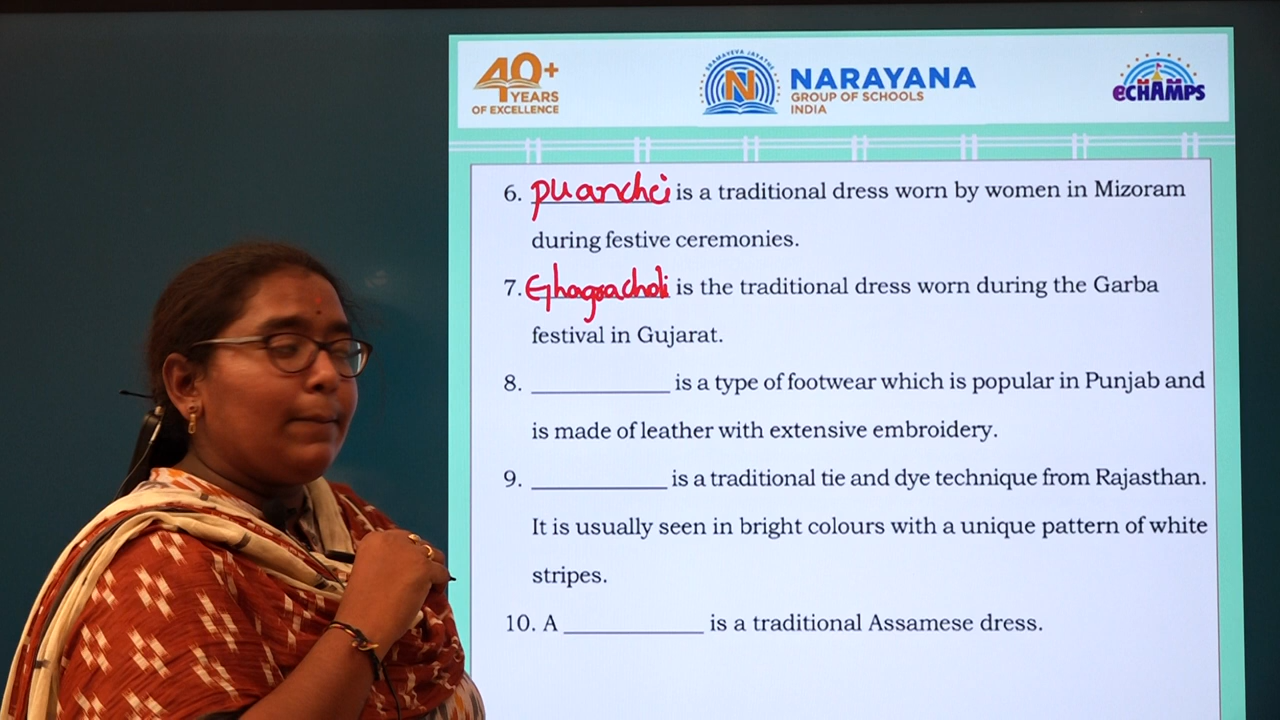 40+
YEARS
OF EXCELLENCE
NARAYANA
GROUP OF SCHOOLS
INDIA
eCHAMPS
6. puanchei is a traditional dress worn by women in Mizoram
during festive ceremonies.
7. Ghagracholi is the traditional dress worn during the Garba
festival in Gujarat.
8. __________ is a type of footwear which is popular in Punjab and
is made of leather with extensive embroidery.
9. __________ is a traditional tie and dye technique from Rajasthan.
It is usually seen in bright colours with a unique pattern of white
stripes.
10. A __________ is a traditional Assamese dress.